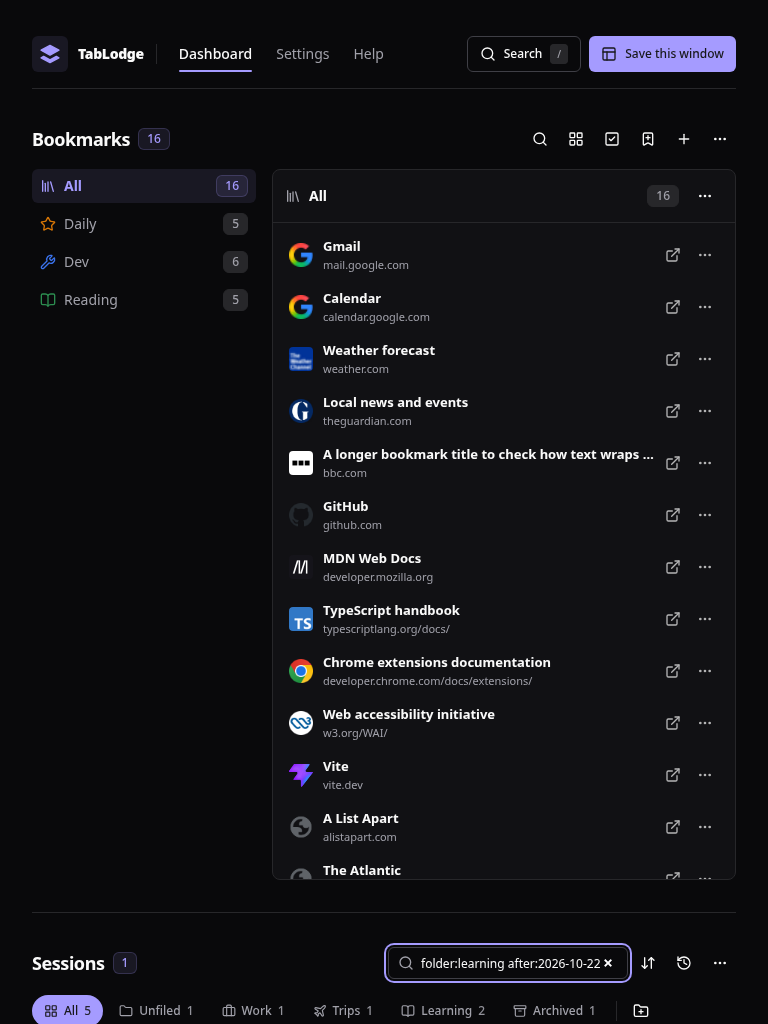 TabLodge
Dashboard
Settings
Help
Search /
Save this window
Bookmarks 16
All 16
Daily 5
Dev 6
Reading 5
All 16
Gmail
mail.google.com
Calendar
calendar.google.com
The Weather Channel
Weather forecast
weather.com
Local news and events
theguardian.com
A longer bookmark title to check how text wraps ...
bbc.com
GitHub
github.com
MDN Web Docs
developer.mozilla.org
TS
TypeScript handbook
typescriptlang.org/docs/
Chrome extensions documentation
developer.chrome.com/docs/extensions/
Web accessibility initiative
w3.org/WAI/
Vite
vite.dev
A List Apart
alistapart.com
The Atlantic
Sessions 1
folder:learning after:2026-10-22
All 5
Unfiled 1
Work 1
Trips 1
Learning 2
Archived 1